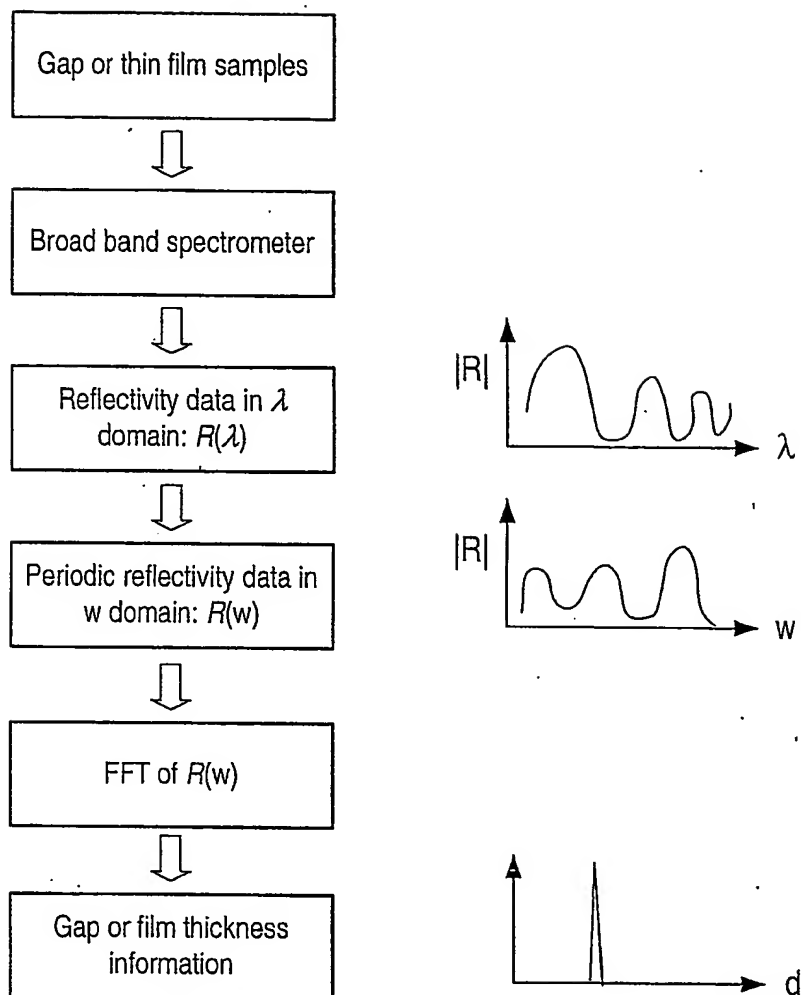 Gap or thin film samples
Broad band spectrometer
Reflectivity data in λ
domain: R(λ)
|R|
λ
Periodic reflectivity data in
w domain: R(w)
|R|
w
FFT of R(w)
Gap or film thickness
information
d